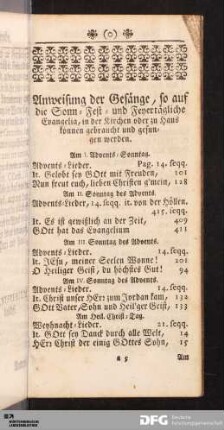 (0)
Anweisung der Gesänge, so auf
die Sonn- Fest- und Feyertägliche
Evangelia, in der Kirchen oder zu Haus
können gebraucht und gesun-
gen werden.
Am I. Advents-Sonntag.
Advents-Lieder. Pag. 14. seqq.
It. Gelobt sey GOtt mit Freuden, 201
Nun freut euch, lieben Christen g'mein, 128
Am II. Sonntag des Advents.
Advents-Lieder, 14. seqq. it. von der Höllen,
415. seqq.
It. Es ist gewißlich an der Zeit, 409
GOtt hat das Evangelium 411
Am III Sonntag des Advents.
Advents-Lieder. 14. seqq.
It. JEsu, meiner Seelen Wonne! 201
O Heiliger Geist, du höchstes Gut! 94
Am IV. Sonntag des Advents.
Advents-Lieder. 14. seqq.
It. Christ unser HErr zum Jordan kam, 132
GOtt Vater, Sohn und Heil'ger Geist, 133
Am Heil. Christ-Tag.
Weyhnacht-Lieder. 21. seqq.
It. GOtt sey Danck durch alle Welt, 14
HErr Christ der einig GOttes Sohn, 15
Am
DFG Deutsche
Forschungsgemeinschaft